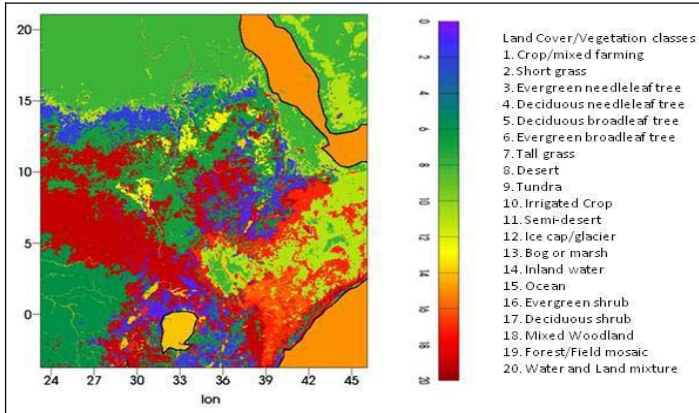 20
15
10
5
0
24 27 30 33 36 39 42 45
lon
0
2
4
6
8
10
12
14
16
18
20
Land Cover/Vegetation classes
1. Crop/mixed farming
2. Short grass
3. Evergreen needleleaf tree
4. Deciduous needleleaf tree
5. Deciduous broadleaf tree
6. Evergreen broadleaf tree
7. Tall grass
8. Desert
9. Tundra
10. Irrigated Crop
11. Semi-desert
12. Ice cap/glacier
13. Bog or marsh
14. Inland water
15. Ocean
16. Evergreen shrub
17. Deciduous shrub
18. Mixed Woodland
19. Forest/Field mosaic
20. Water and Land mixture